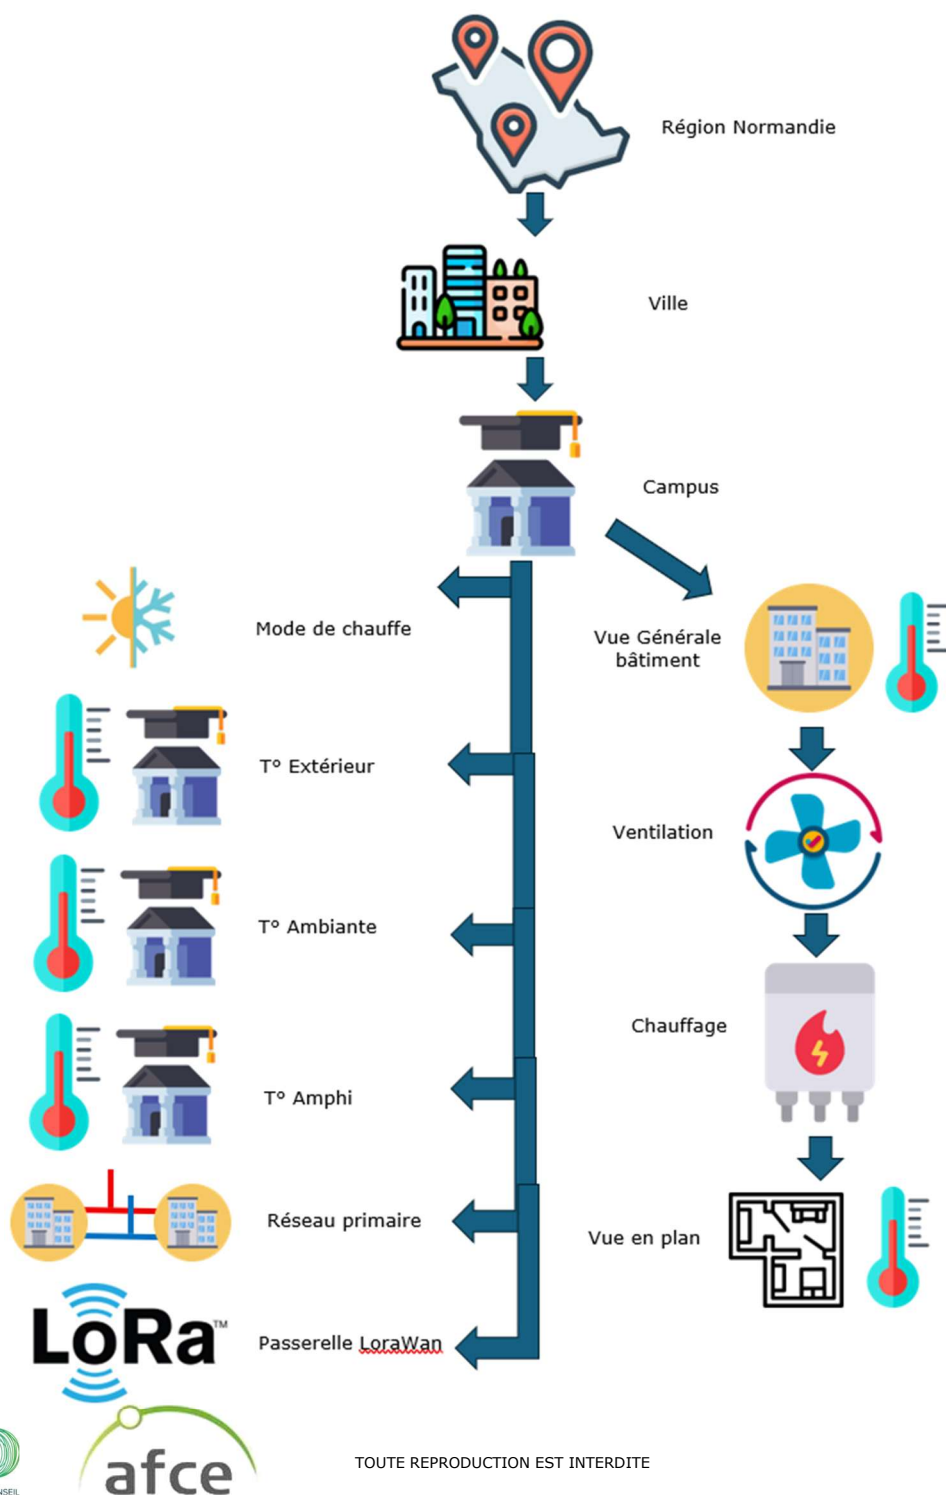 Région Normandie
Ville
Campus
Mode de chauffe
Vue Générale
bâtiment
T° Extérieur
Ventilation
T° Ambiante
Chauffage
T° Amphi
Réseau primaire
Vue en plan
LoRa™
Passerelle LoraWan
afce
TOUTE REPRODUCTION EST INTERDITE